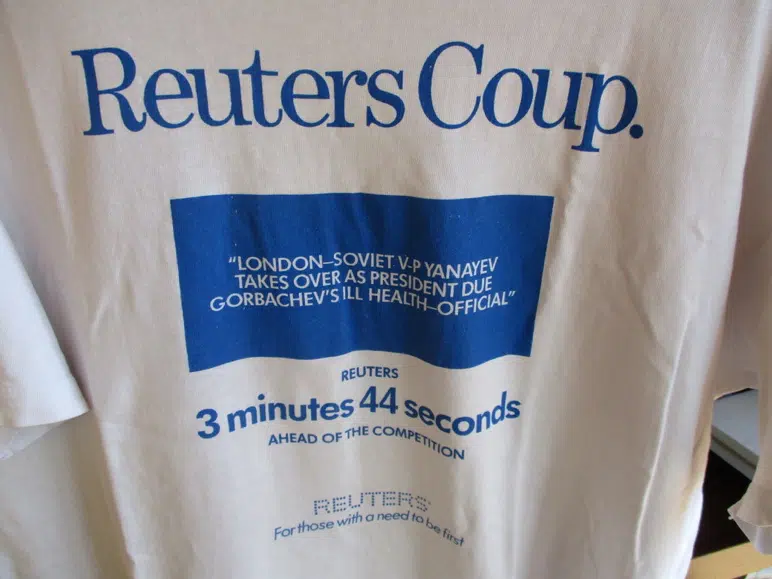 Reuters Coup.
“LONDON–SOVIET V-P YANAYEV
TAKES OVER AS PRESIDENT DUE
GORBACHEV’S ILL HEALTH–OFFICIAL”
REUTERS
3 minutes 44 seconds
AHEAD OF THE COMPETITION
REUTERS
For those with a need to be first